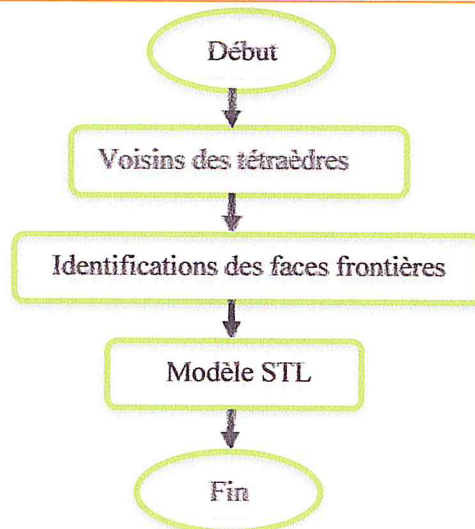 Début
Voisins des tétraèdres
Identifications des faces frontières
Modèle STL
Fin